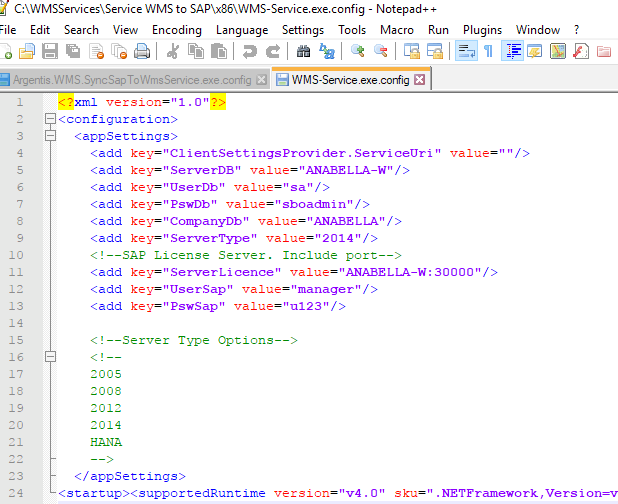 C:\WMSServices\Service WMS to SAP\x86\WMS-Service.exe.config - Notepad++
File Edit Search View Encoding Language Settings Tools Macro Run Plugins Window ?
Argentis.WMS.SyncSapToWmsService.exe.config WMS-Service.exe.config
1 <?xml version="1.0"?>
2 <configuration>
3 <appSettings>
4 <add key="ClientSettingsProvider.ServiceUri" value=""/>
5 <add key="ServerDB" value="ANABELLA-W"/>
6 <add key="UserDb" value="sa"/>
7 <add key="PswDb" value="sboadmin"/>
8 <add key="CompanyDb" value="ANABELLA"/>
9 <add key="ServerType" value="2014"/>
10 <!--SAP License Server. Include port-->
11 <add key="ServerLicence" value="ANABELLA-W:30000"/>
12 <add key="UserSap" value="manager"/>
13 <add key="PswSap" value="u123"/>
14
15 <!--Server Type Options-->
16 <!--
17 2005
18 2008
19 2012
20 2014
21 HANA
22 -->
23 </appSettings>
24 <startup><supportedRuntime version="v4.0" sku=".NETFramework,Version=v